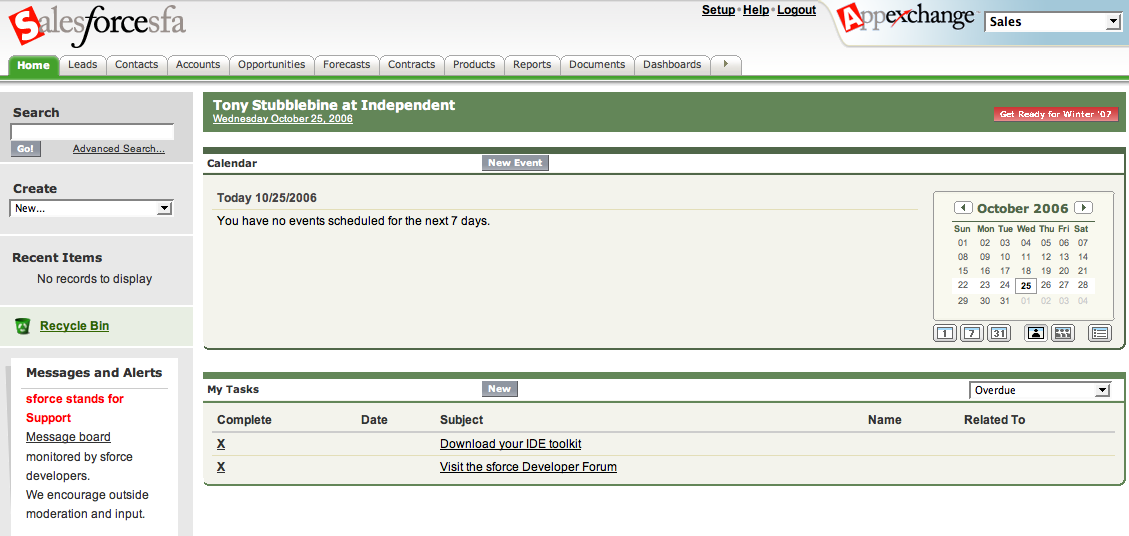 Salesforcesfa
Setup • Help • Logout
Appexchange
Sales
Home Leads Contacts Accounts Opportunities Forecasts Contracts Products Reports Documents Dashboards
Search
Go! Advanced Search...
Create
New...
Recent Items
No records to display
Recycle Bin
Messages and Alerts
sforce stands for
Support
Message board
monitored by sforce
developers.
We encourage outside
moderation and input.
Tony Stubblebine at Independent
Wednesday October 25, 2006
Get Ready for Winter '07
Calendar New Event
Today 10/25/2006
You have no events scheduled for the next 7 days.
October 2006
Sun Mon Tue Wed Thu Fri Sat
01 02 03 04 05 06 07
08 09 10 11 12 13 14
15 16 17 18 19 20 21
22 23 24 25 26 27 28
29 30 31 01 02 03 04
1 7 31
My Tasks New Overdue
Complete Date Subject Name Related To
X Download your IDE toolkit
X Visit the sforce Developer Forum